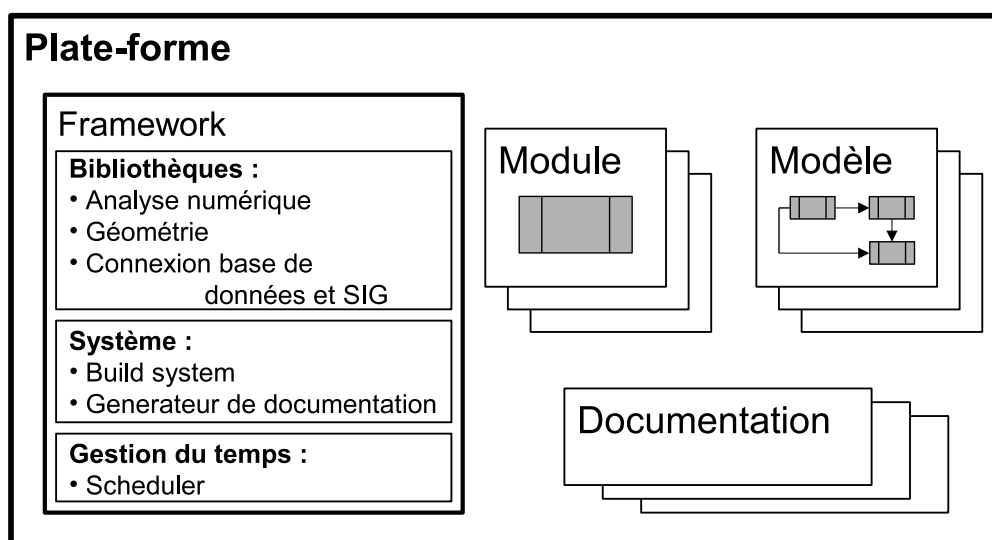 Plate-forme
Framework
Bibliothèques :
• Analyse numérique
• Géométrie
• Connexion base de
données et SIG
Système :
• Build system
• Generateur de documentation
Gestion du temps :
• Scheduler
Module
Modèle
Documentation